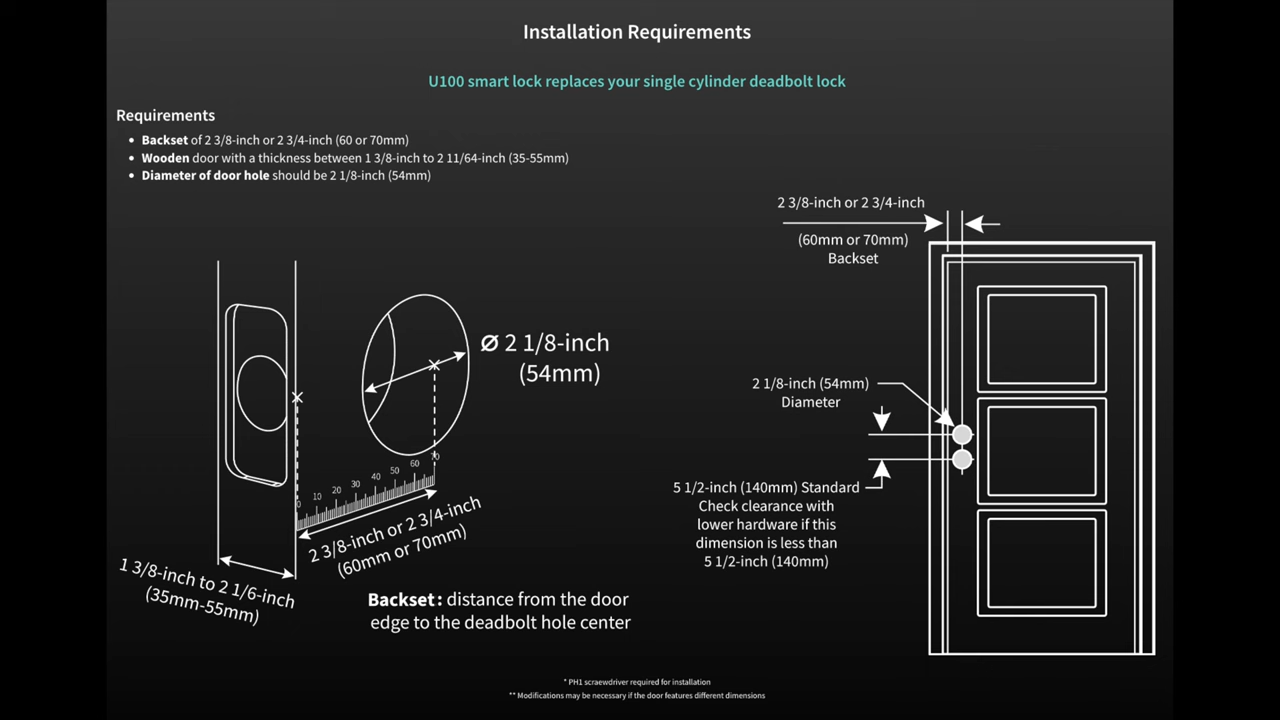 Installation Requirements
U100 smart lock replaces your single cylinder deadbolt lock
Requirements
• Backset of 2 3/8-inch or 2 3/4-inch (60 or 70mm)
• Wooden door with a thickness between 1 3/8-inch to 2 11/64-inch (35-55mm)
• Diameter of door hole should be 2 1/8-inch (54mm)
2 3/8-inch or 2 3/4-inch
(60mm or 70mm)
Backset
⌀ 2 1/8-inch
(54mm)
2 1/8-inch (54mm)
Diameter
0 10 20 30 40 50 60 70
5 1/2-inch (140mm) Standard
Check clearance with
lower hardware if this
dimension is less than
5 1/2-inch (140mm)
2 3/8-inch or 2 3/4-inch
(60mm or 70mm)
1 3/8-inch to 2 1/6-inch
(35mm-55mm)
Backset: distance from the door
edge to the deadbolt hole center
* PH1 scraewdriver required for installation
** Modifications may be necessary if the door features different dimensions